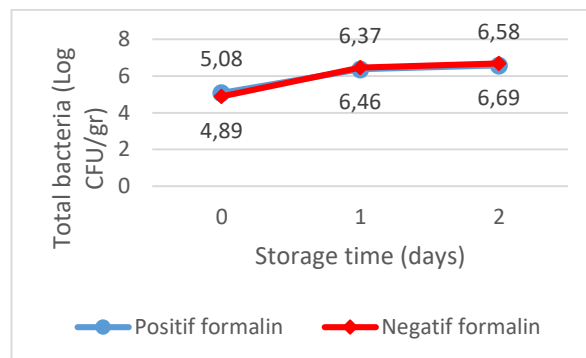 Total bacteria (Log
CFU/gr)
8
6
4
2
0
5,08
6,37
6,58
4,89
6,46
6,69
0
1
2
Storage time (days)
Positif formalin
Negatif formalin